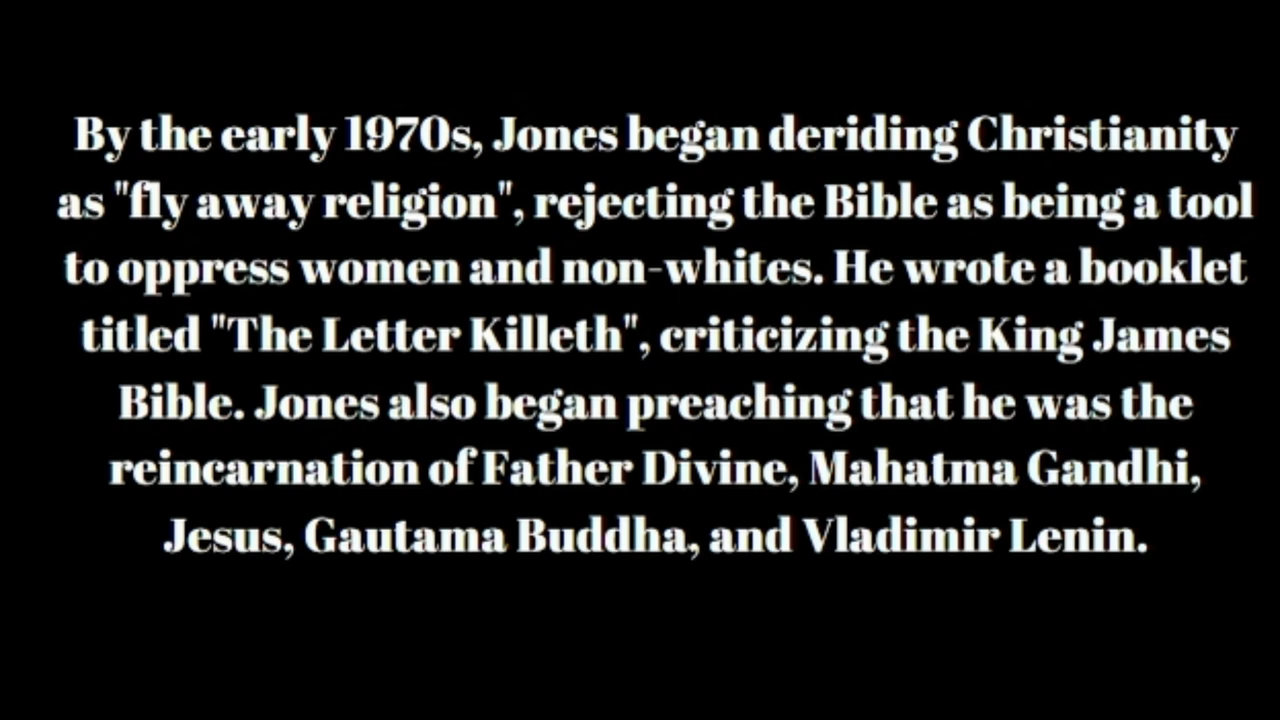 By the early 1970s, Jones began deriding Christianity
as "fly away religion", rejecting the Bible as being a tool
to oppress women and non-whites. He wrote a booklet
titled "The Letter Killeth", criticizing the King James
Bible. Jones also began preaching that he was the
reincarnation of Father Divine, Mahatma Gandhi,
Jesus, Gautama Buddha, and Vladimir Lenin.